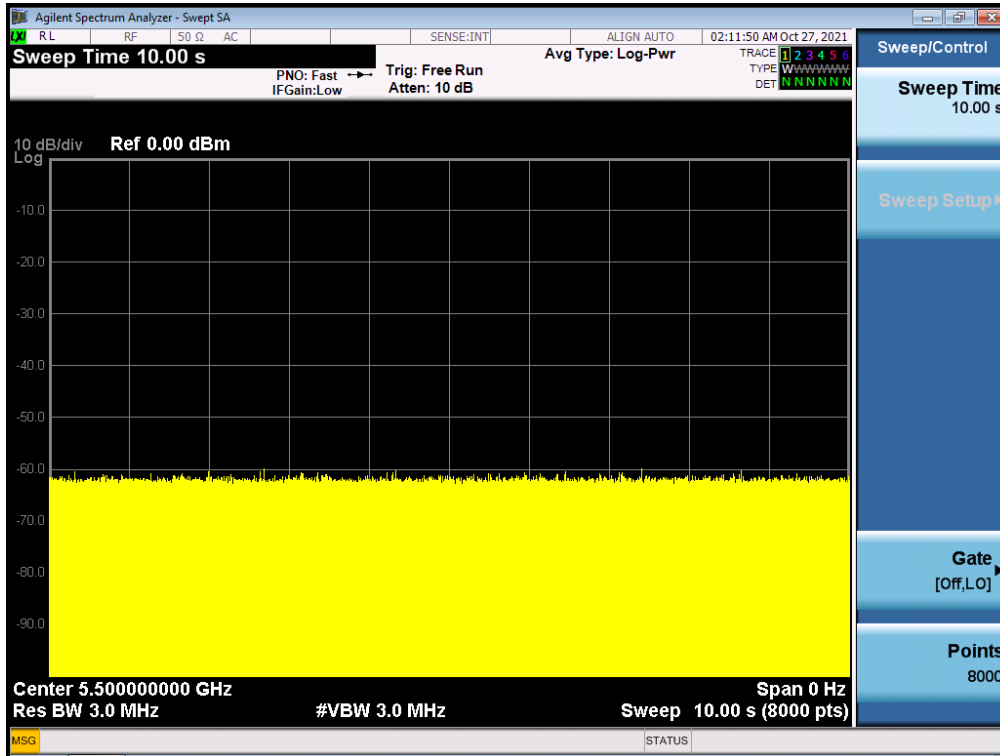 Agilent Spectrum Analyzer - Swept SA
LXI RL RF 50 Ω AC SENSE:INT ALIGN AUTO 02:11:50 AM Oct 27, 2021
Sweep Time 10.00 s
PNO: Fast
IFGain:Low
Trig: Free Run
Atten: 10 dB
Avg Type: Log-Pwr
TRACE 1 2 3 4 5 6
TYPE WWWWWW
DET N N N N N N
10 dB/div Ref 0.00 dBm
Log
-10.0
-20.0
-30.0
-40.0
-50.0
-60.0
-70.0
-80.0
-90.0
Center 5.500000000 GHz Span 0 Hz
Res BW 3.0 MHz #VBW 3.0 MHz Sweep 10.00 s (8000 pts)
MSG STATUS
Sweep/Control
Sweep Time
10.00 s
Sweep Setup
Gate
[Off,LO]
Points
8000